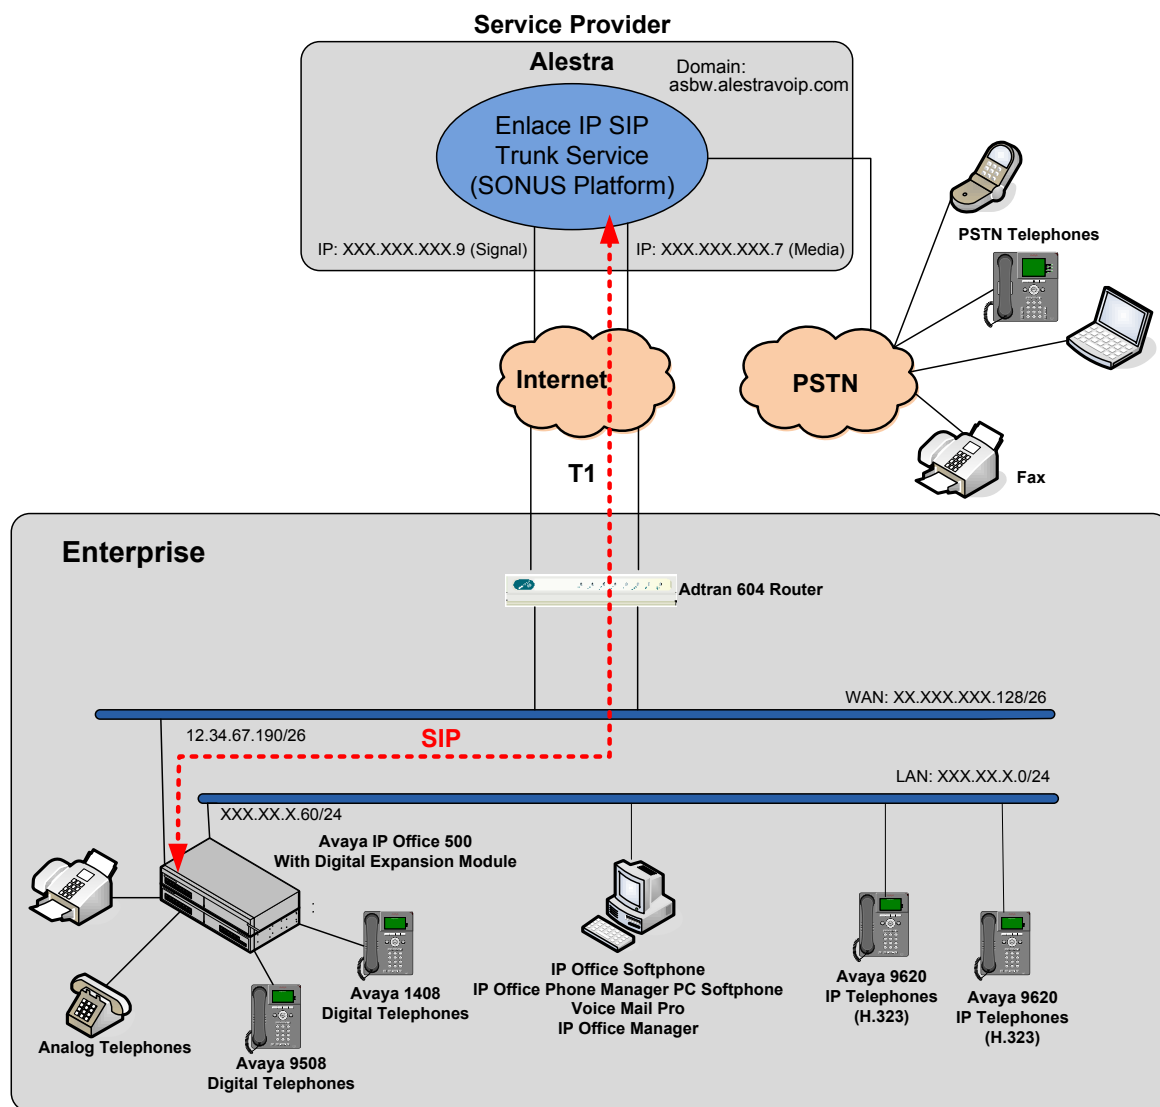 Service Provider
Alestra
Domain:
asbw.alestravoip.com
Enlace IP SIP
Trunk Service
(SONUS Platform)
IP: XXX.XXX.XXX.9 (Signal)
IP: XXX.XXX.XXX.7 (Media)
PSTN Telephones
Internet
PSTN
Fax
T1
Enterprise
Adtran 604 Router
WAN: XX.XXX.XXX.128/26
12.34.67.190/26
SIP
LAN: XXX.XX.X.0/24
XXX.XX.X.60/24
Avaya IP Office 500
With Digital Expansion Module
Analog Telephones
Avaya 9508
Digital Telephones
Avaya 1408
Digital Telephones
IP Office Softphone
IP Office Phone Manager PC Softphone
Voice Mail Pro
IP Office Manager
Avaya 9620
IP Telephones
(H.323)
Avaya 9620
IP Telephones
(H.323)